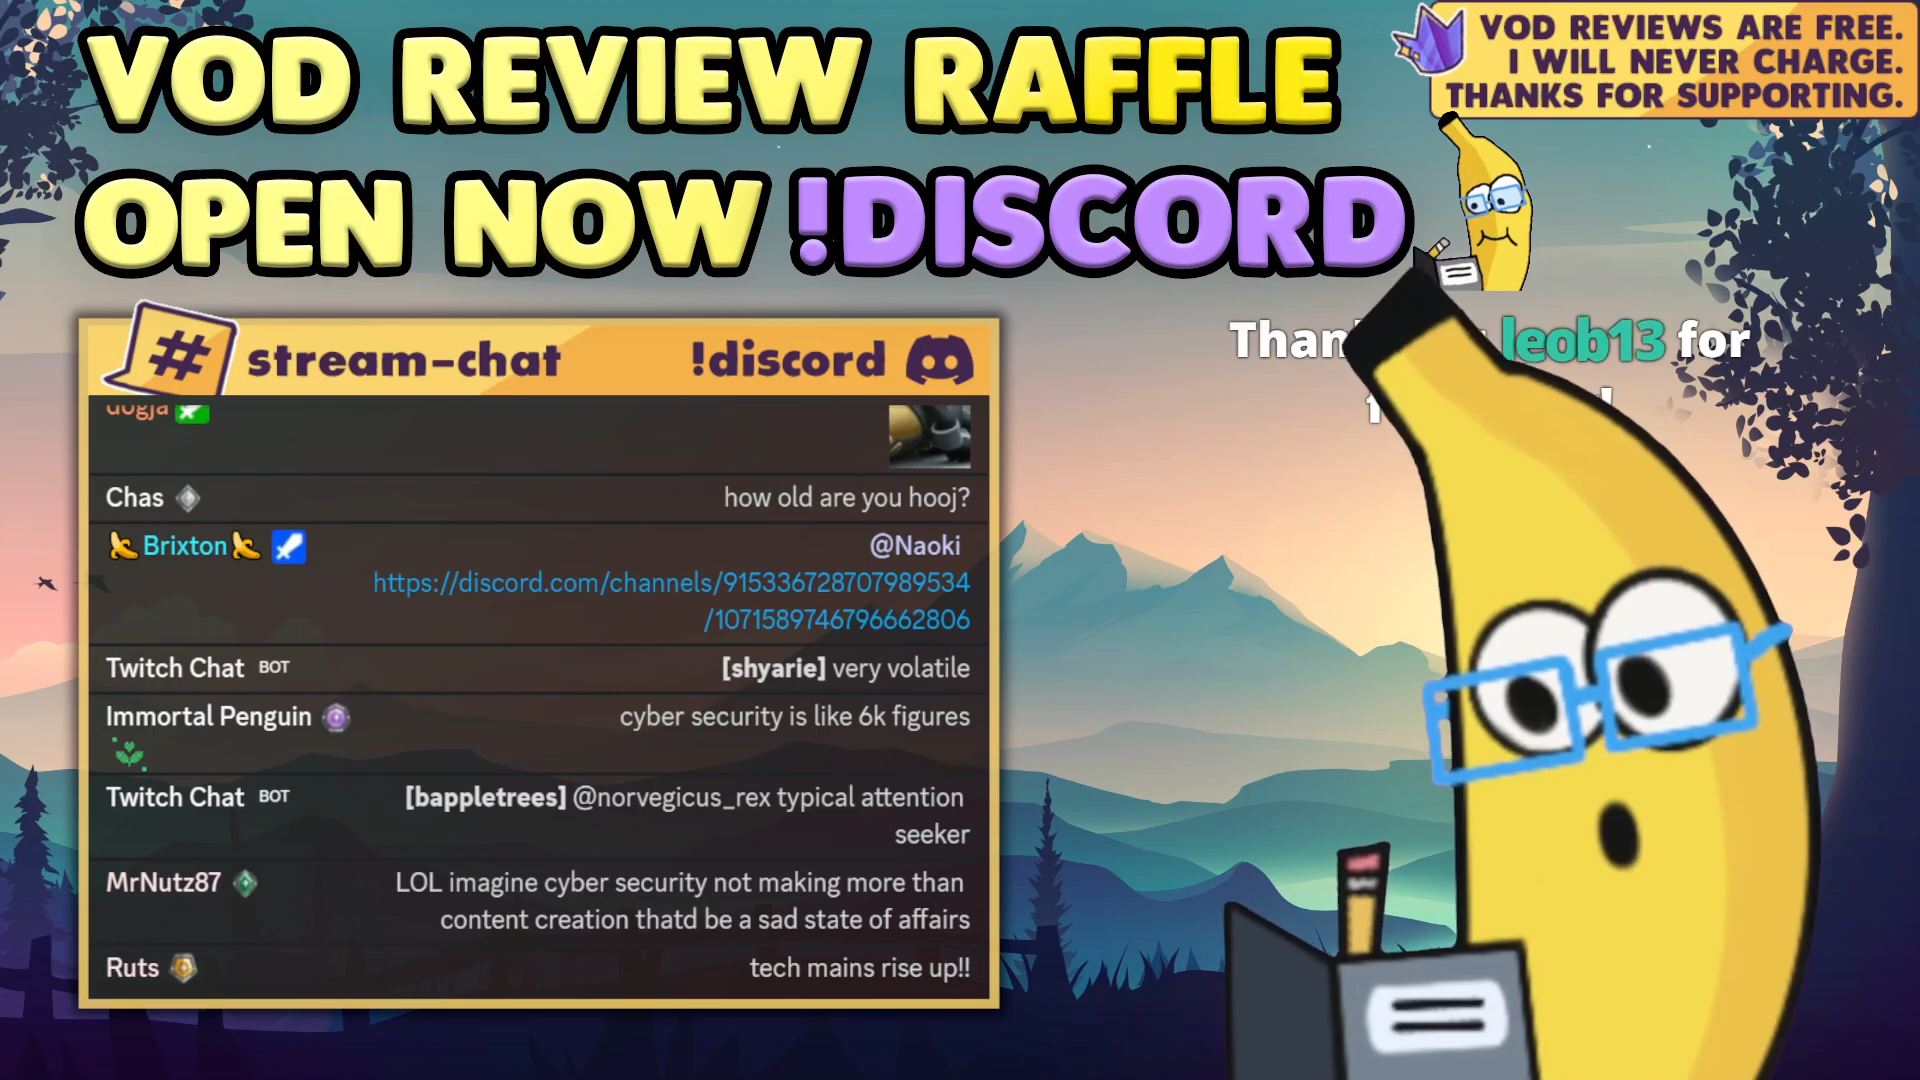 VOD REVIEW RAFFLE
OPEN NOW !DISCORD
VOD REVIEWS ARE FREE.
I WILL NEVER CHARGE.
THANKS FOR SUPPORTING.
leob13 for
!
# stream-chat !discord
dogja
Chas how old are you hooj?
Brixton @Naoki
https://discord.com/channels/915336728707989534
/1071589746796662806
Twitch Chat BOT [shyarie] very volatile
Immortal Penguin cyber security is like 6k figures
Twitch Chat BOT [bappletrees] @norvegicus_rex typical attention
seeker
MrNutz87 LOL imagine cyber security not making more than
content creation thatd be a sad state of affairs
Ruts tech mains rise up!!